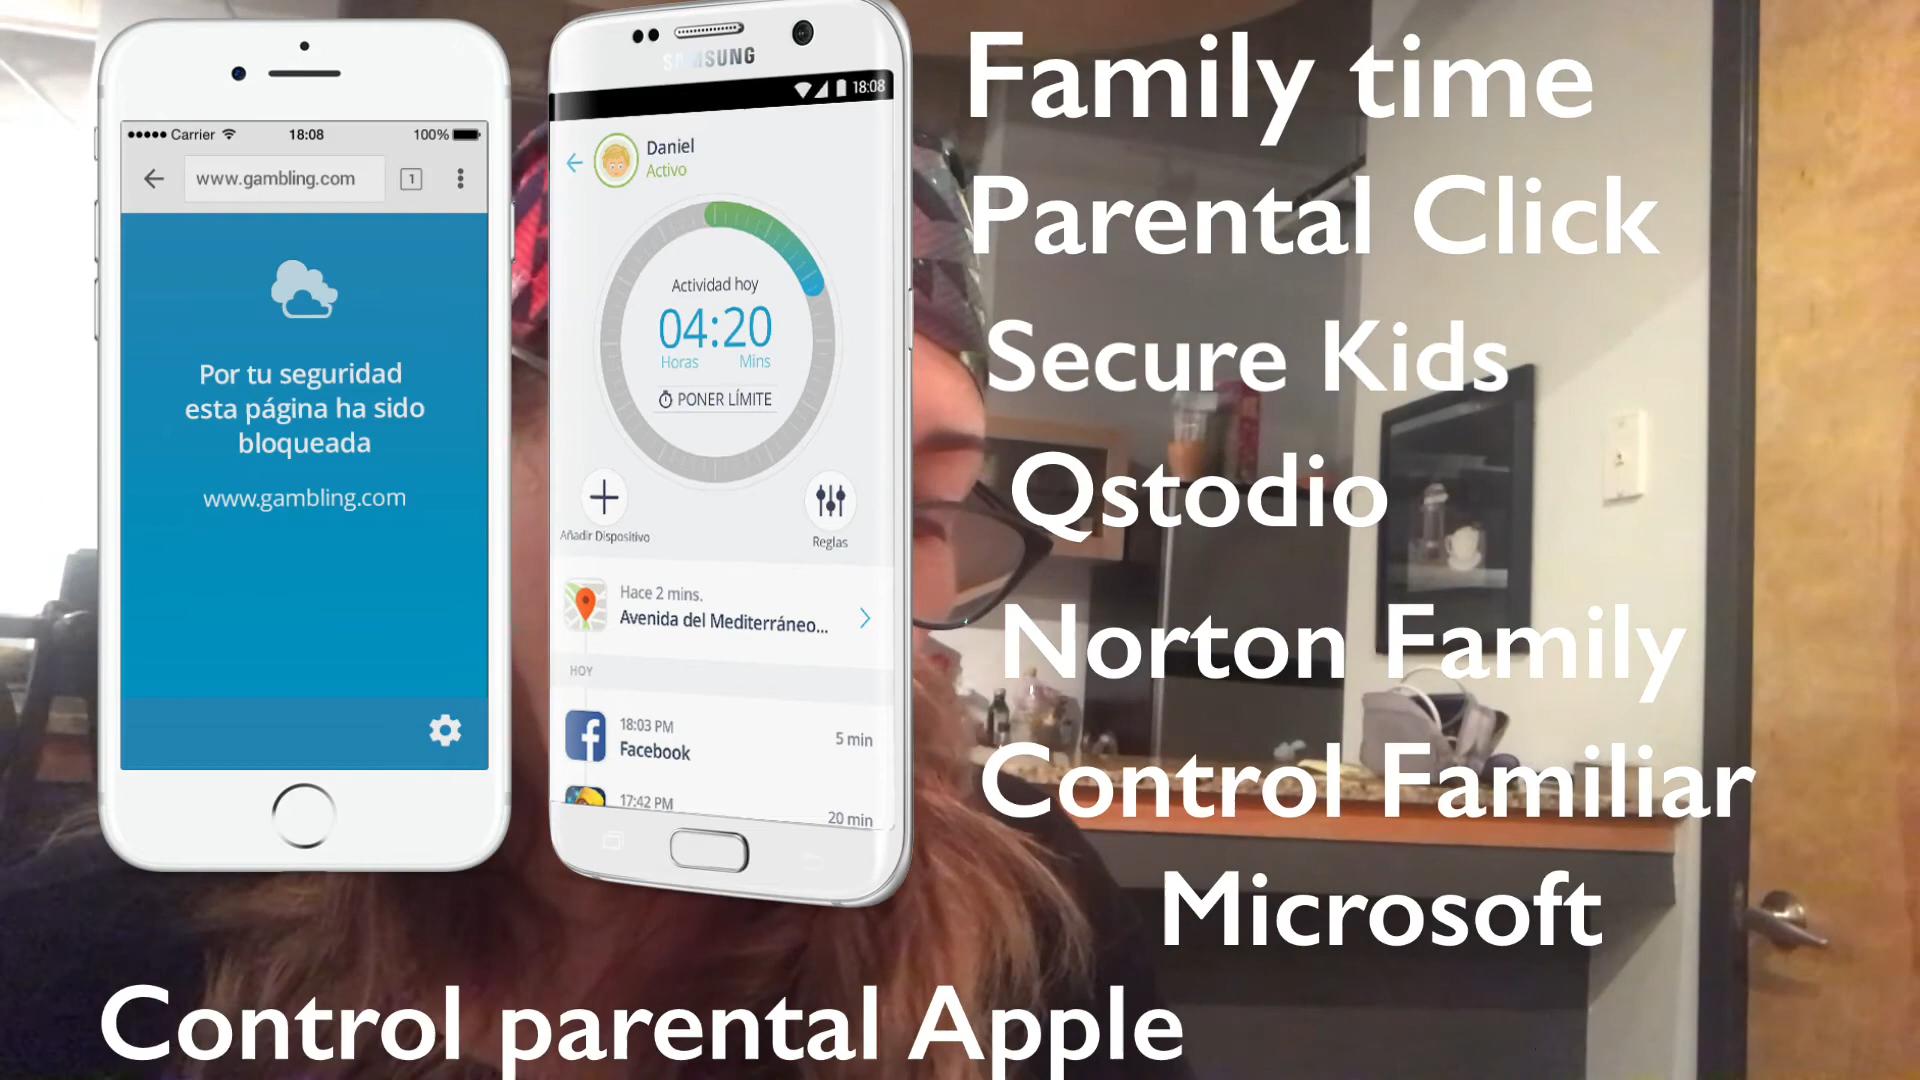 Carrier
18:08
100%
www.gambling.com
1
Por tu seguridad
esta página ha sido
bloqueada
www.gambling.com
SAMSUNG
18:08
Daniel
Activo
Actividad hoy
04:20
Horas Mins
PONER LÍMITE
Añadir Dispositivo
Reglas
Hace 2 mins.
Avenida del Mediterráneo...
HOY
18:03 PM
Facebook
5 min
17:42 PM
20 min
Family time
Parental Click
Secure Kids
Qstodio
Norton Family
Control Familiar
Microsoft
Control parental Apple